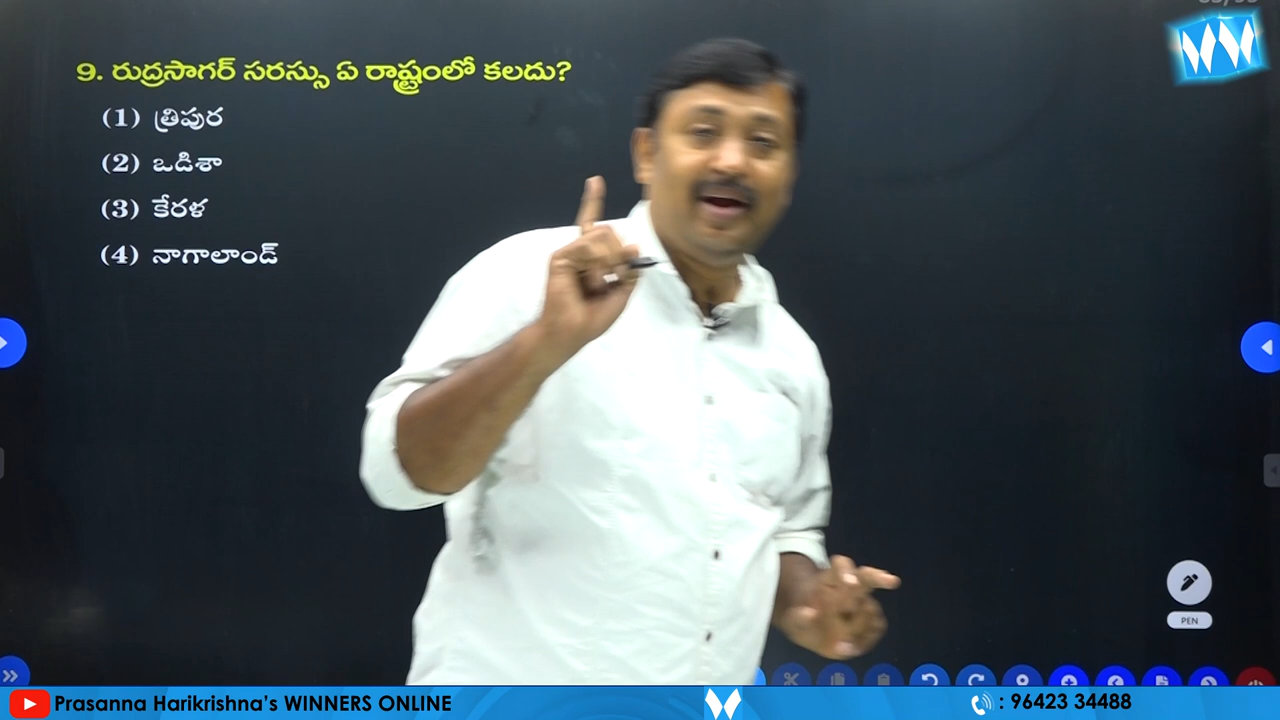 9. రుద్రసాగర్ సరస్సు ఏ రాష్ట్రంలో కలదు?
(1) త్రిపుర
(2) ఒడిశా
(3) కేరళ
(4) నాగాలాండ్
PEN
Prasanna Harikrishna's WINNERS ONLINE
: 96423 34488